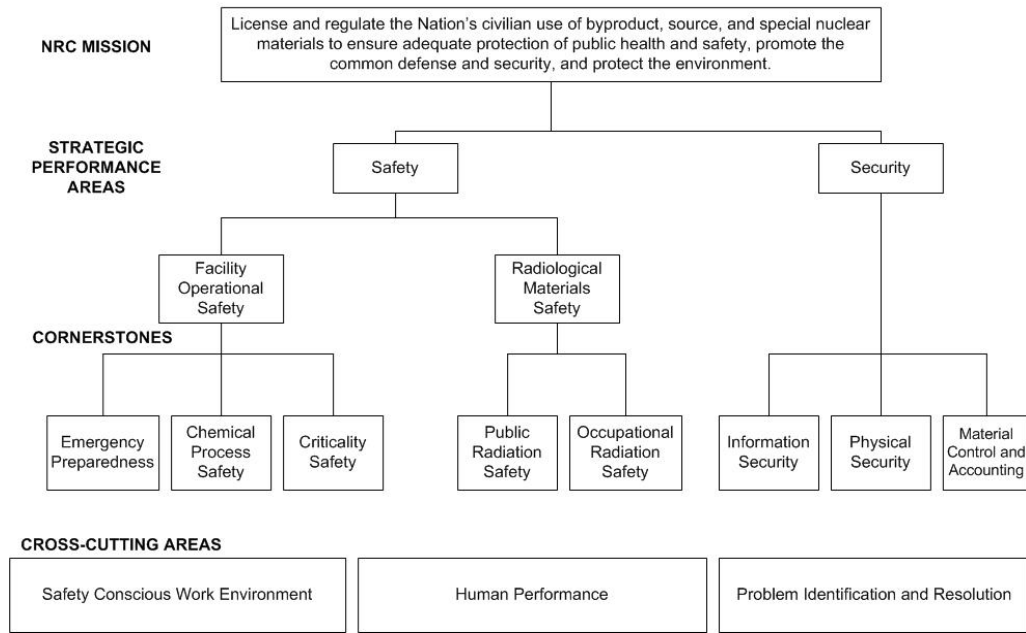 NRC MISSION
License and regulate the Nation's civilian use of byproduct, source, and special nuclear
materials to ensure adequate protection of public health and safety, promote the
common defense and security, and protect the environment.
STRATEGIC
PERFORMANCE
AREAS
Safety
Security
Facility
Operational
Safety
Radiological
Materials
Safety
CORNERSTONES
Emergency
Preparedness
Chemical
Process
Safety
Criticality
Safety
Public
Radiation
Safety
Occupational
Radiation Safety
Information
Security
Physical
Security
Material
Control and
Accounting
CROSS-CUTTING AREAS
Safety Conscious Work Environment
Human Performance
Problem Identification and Resolution